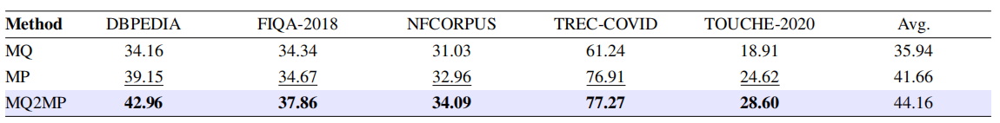 Method DBPEDIA FIQA-2018 NFCORPUS TREC-COVID TOUCHE-2020 Avg.
MQ 34.16 34.34 31.03 61.24 18.91 35.94
MP 39.15 34.67 32.96 76.91 24.62 41.66
MQ2MP 42.96 37.86 34.09 77.27 28.60 44.16